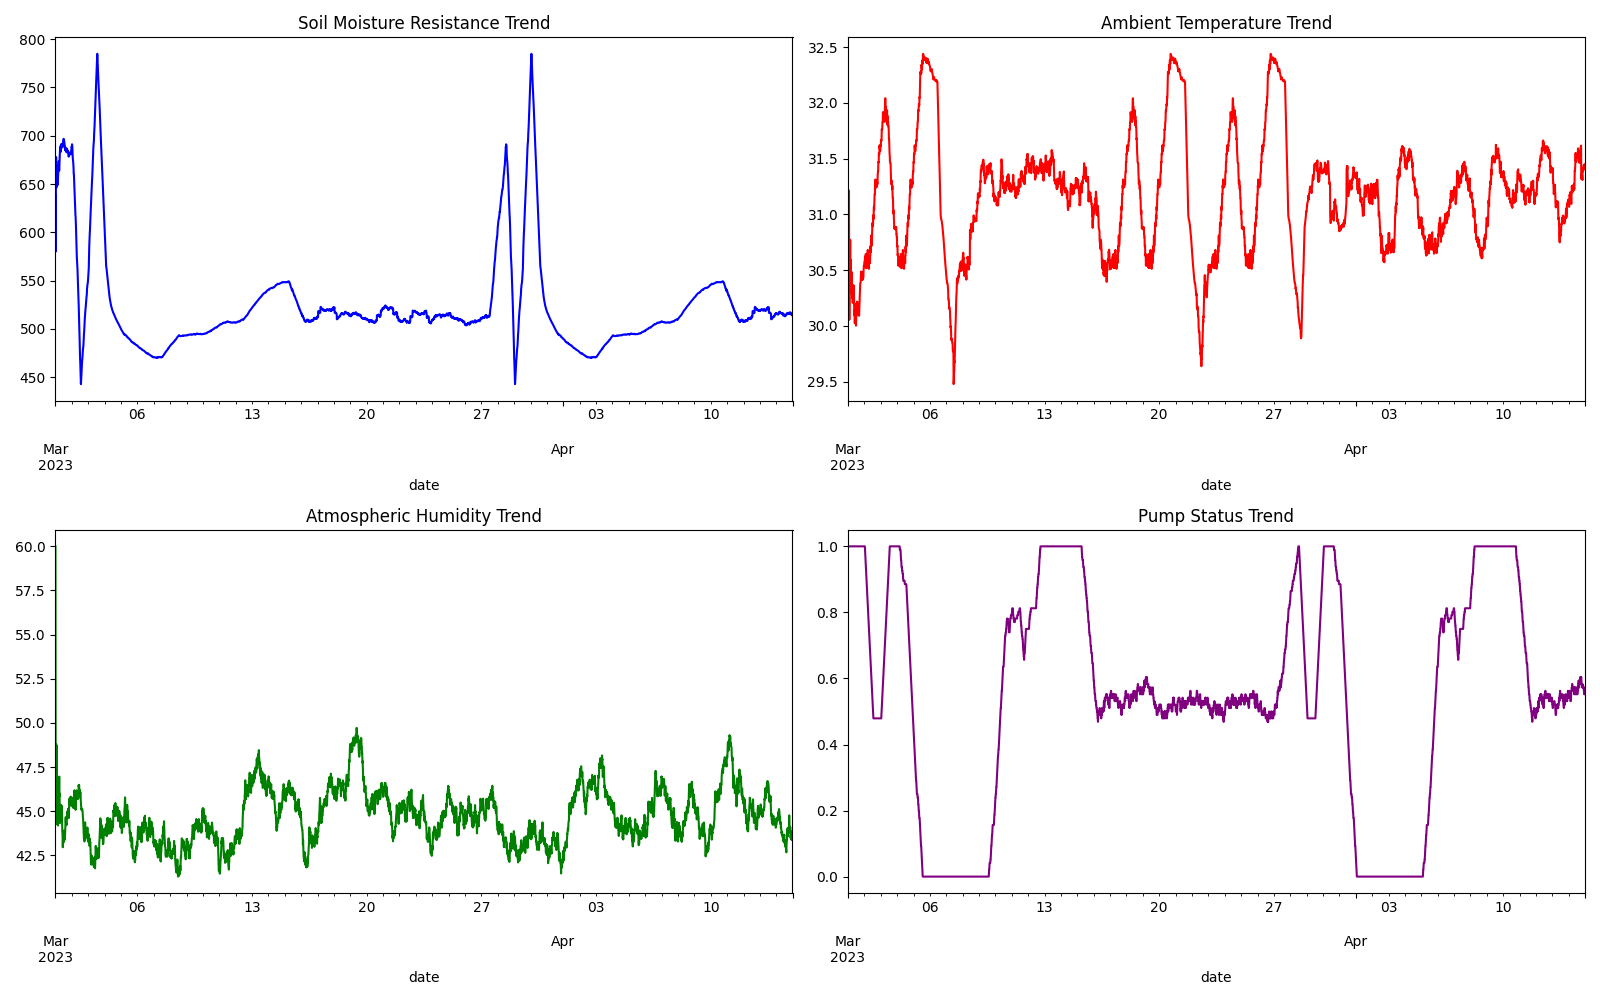 Soil Moisture Resistance Trend
800
750
700
650
600
550
500
450
06 13 20 27 03 10
Mar Apr
2023
date
Ambient Temperature Trend
32.5
32.0
31.5
31.0
30.5
30.0
29.5
06 13 20 27 03 10
Mar Apr
2023
date
Atmospheric Humidity Trend
60.0
57.5
55.0
52.5
50.0
47.5
45.0
42.5
06 13 20 27 03 10
Mar Apr
2023
date
Pump Status Trend
1.0
0.8
0.6
0.4
0.2
0.0
06 13 20 27 03 10
Mar Apr
2023
date